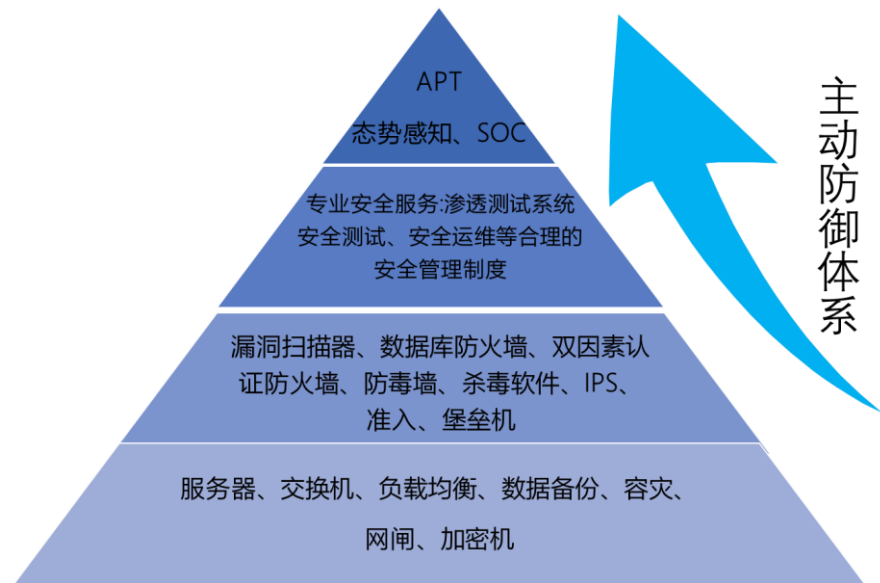 APT
态势感知、SOC
专业安全服务:渗透测试系统
安全测试、安全运维等合理的
安全管理制度
漏洞扫描器、数据库防火墙、双因素认
证防火墙、防毒墙、杀毒软件、IPS、
准入、堡垒机
服务器、交换机、负载均衡、数据备份、容灾、
网闸、加密机
主动防御体系